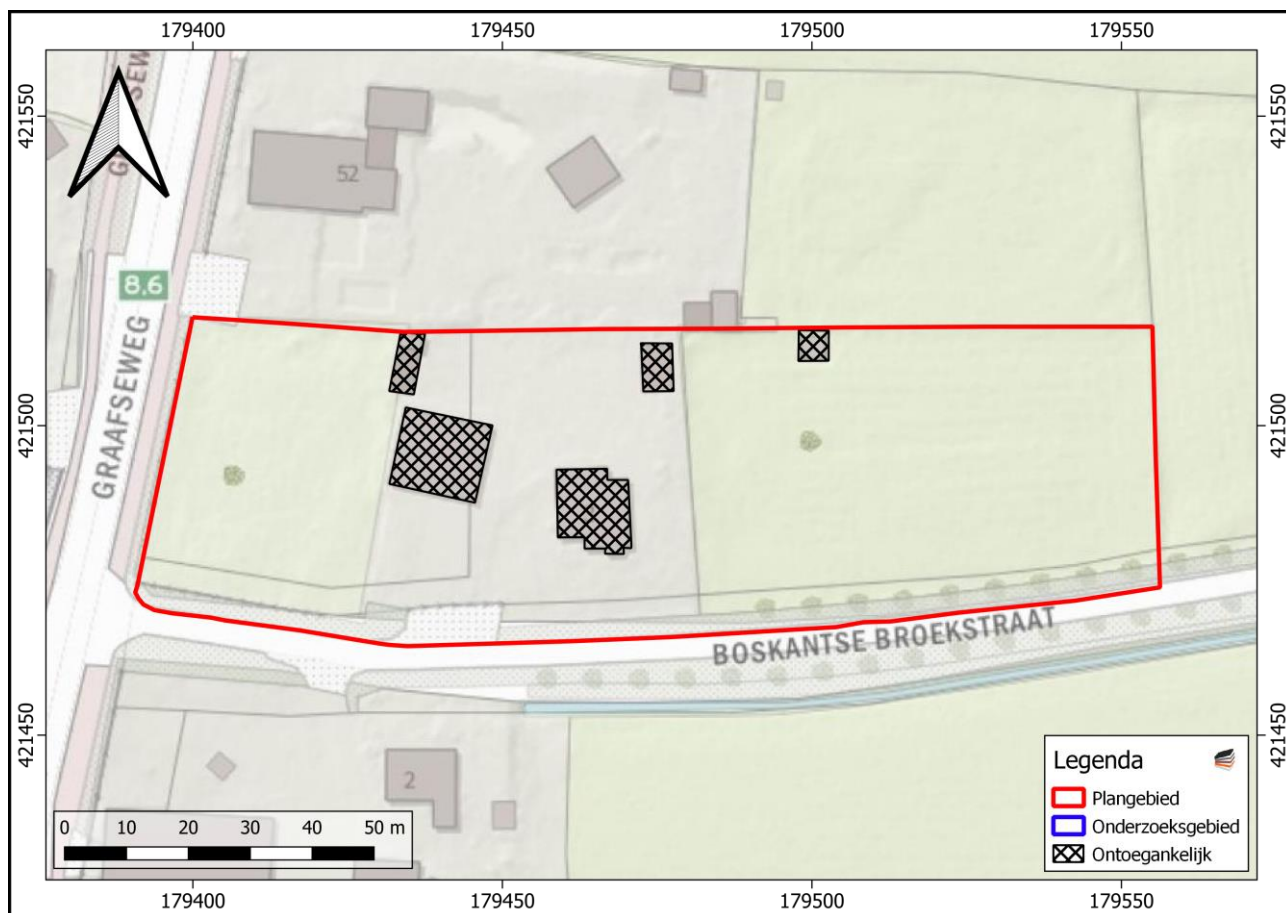 179400 179450 179500 179550
421550 421550
GRAAFSEWEG
52
8.6
GRAAFSEWEG
421500 421500
BOSKANTSE BROEKSTRAAT
421450 421450
2
Legenda
Plangebied
Onderzoeksgebied
Ontoegankelijk
0 10 20 30 40 50 m
179400 179450 179500 179550